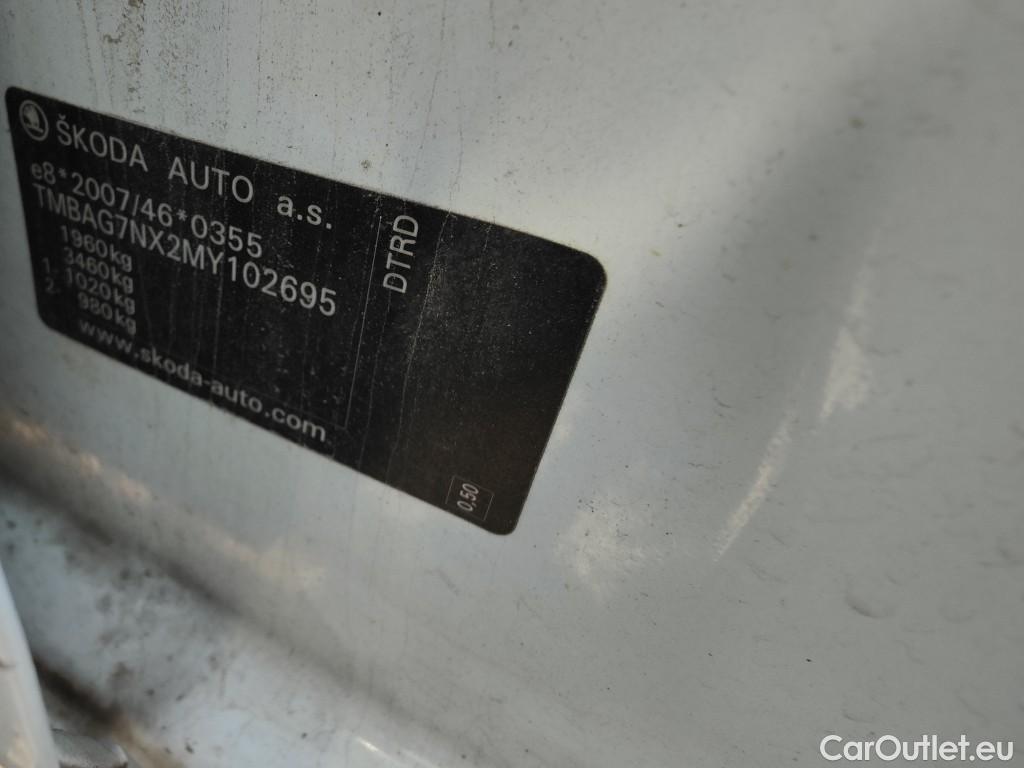 ŠKODA AUTO a.s.
e8*2007/46*0355
TMBAG7NX2MY102695
1960kg
3460kg
1. 1020kg
2. 980kg
www.skoda-auto.com
DTRD
0.50
CarOutlet.eu